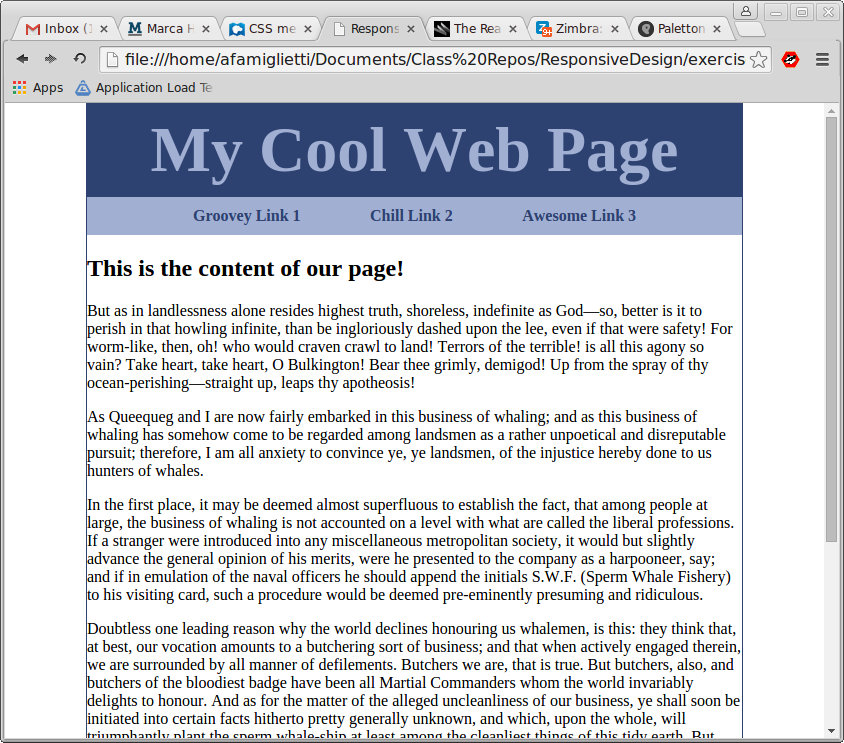 Inbox (1
Marca H
CSS me
Respons
The Rea
Zimbra:
Paletton
file:///home/afamiglietti/Documents/Class%20Repos/ResponsiveDesign/exercis
Apps
Application Load Te
My Cool Web Page
Groovey Link 1
Chill Link 2
Awesome Link 3
This is the content of our page!
But as in landlessness alone resides highest truth, shoreless, indefinite as God—so, better is it to
perish in that howling infinite, than be ingloriously dashed upon the lee, even if that were safety! For
worm-like, then, oh! who would craven crawl to land! Terrors of the terrible! is all this agony so
vain? Take heart, take heart, O Bulkington! Bear thee grimly, demigod! Up from the spray of thy
ocean-perishing—straight up, leaps thy apotheosis!
As Queequeg and I are now fairly embarked in this business of whaling; and as this business of
whaling has somehow come to be regarded among landsmen as a rather unpoetical and disreputable
pursuit; therefore, I am all anxiety to convince ye, ye landsmen, of the injustice hereby done to us
hunters of whales.
In the first place, it may be deemed almost superfluous to establish the fact, that among people at
large, the business of whaling is not accounted on a level with what are called the liberal professions.
If a stranger were introduced into any miscellaneous metropolitan society, it would but slightly
advance the general opinion of his merits, were he presented to the company as a harpooneer, say;
and if in emulation of the naval officers he should append the initials S.W.F. (Sperm Whale Fishery)
to his visiting card, such a procedure would be deemed pre-eminently presuming and ridiculous.
Doubtless one leading reason why the world declines honouring us whalemen, is this: they think that,
at best, our vocation amounts to a butchering sort of business; and that when actively engaged therein,
we are surrounded by all manner of defilements. Butchers we are, that is true. But butchers, also, and
butchers of the bloodiest badge have been all Martial Commanders whom the world invariably
delights to honour. And as for the matter of the alleged uncleanliness of our business, ye shall soon be
initiated into certain facts hitherto pretty generally unknown, and which, upon the whole, will
triumphantly plant the sperm whale-ship at least among the cleanliest things of this tidy earth. But